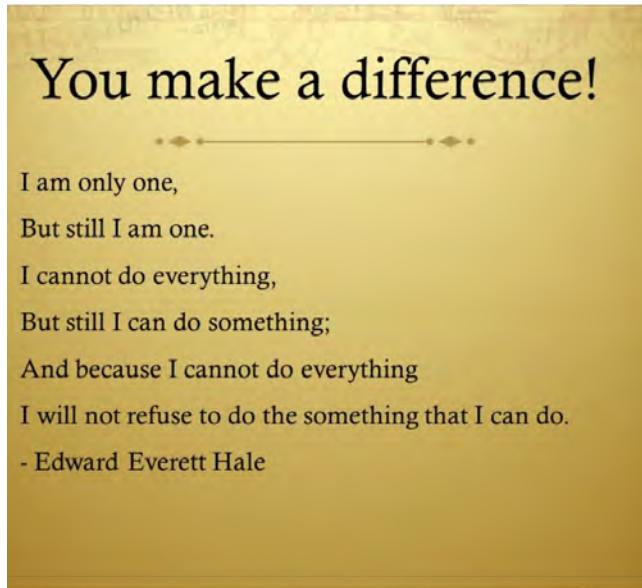 You make a difference!
I am only one,
But still I am one.
I cannot do everything,
But still I can do something;
And because I cannot do everything
I will not refuse to do the something that I can do.
- Edward Everett Hale